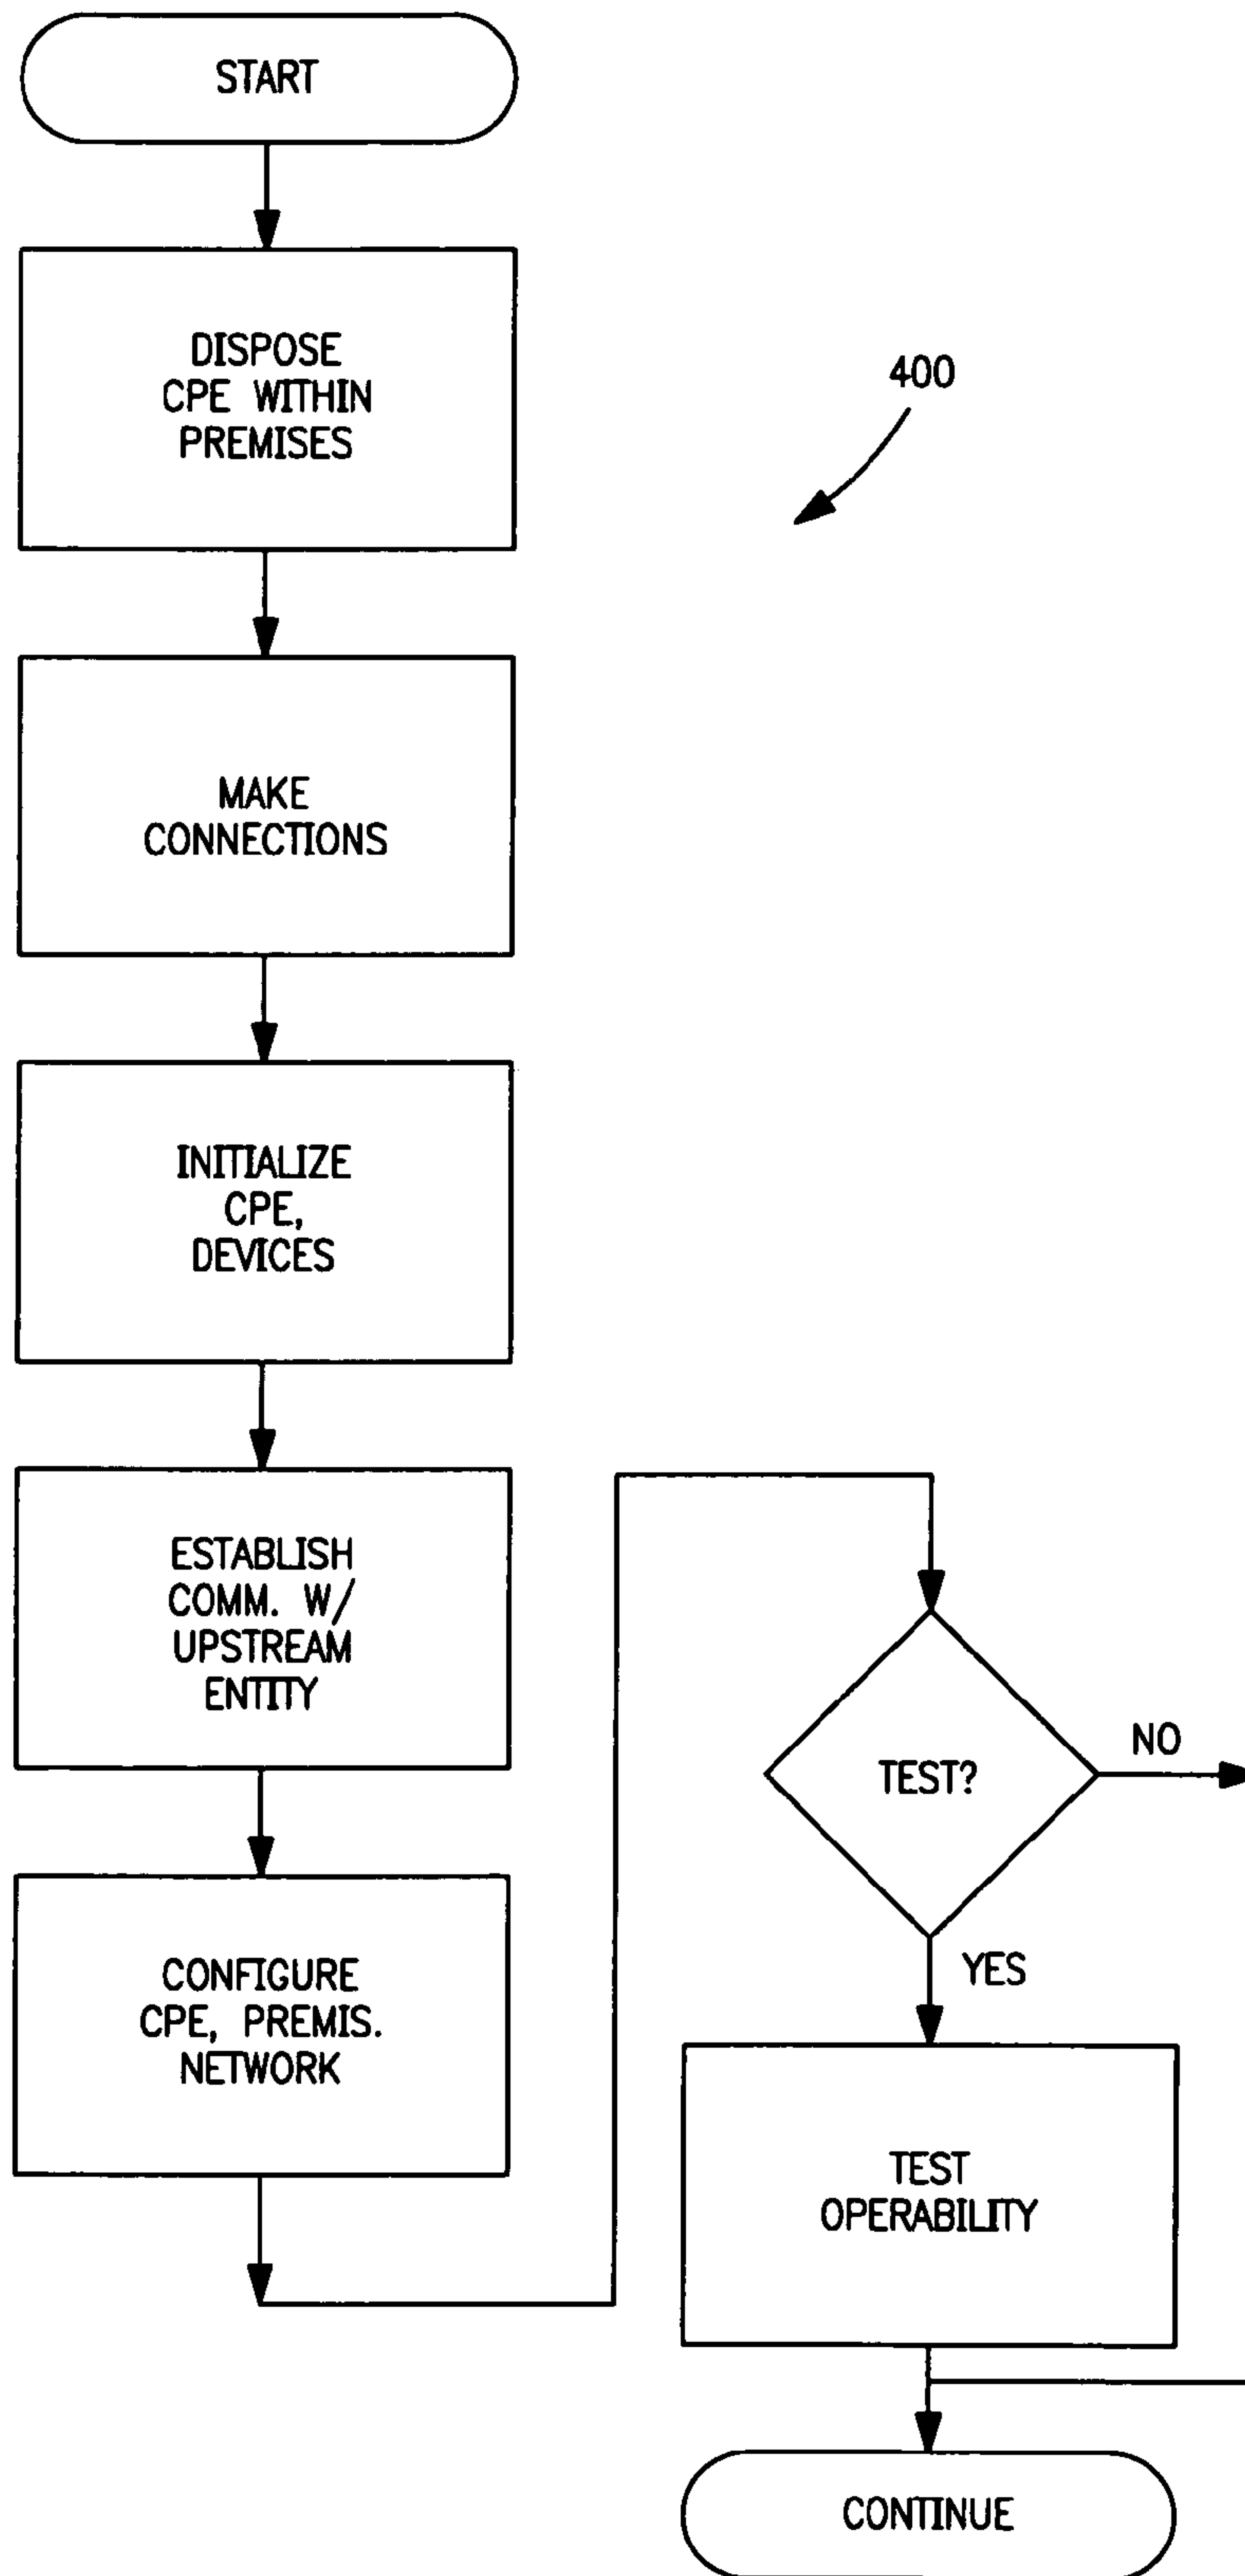 START
DISPOSE
CPE WITHIN
PREMISES
400
MAKE
CONNECTIONS
INITIALIZE
CPE,
DEVICES
ESTABLISH
COMM. W/
UPSTREAM
ENTITY
CONFIGURE
CPE, PREMIS.
NETWORK
TEST?
NO
YES
TEST
OPERABILITY
CONTINUE